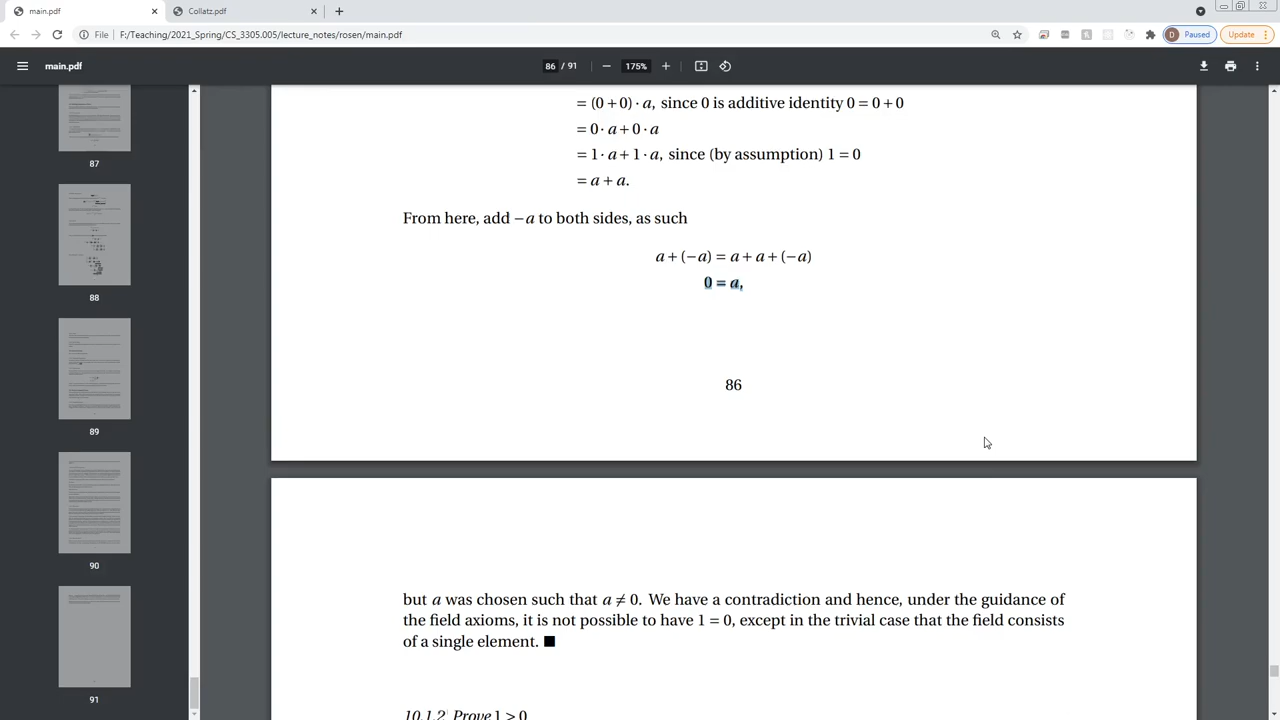 main.pdf
Collatz.pdf
File
F:/Teaching/2021_Spring/CS_3305.005/lecture_notes/rosen/main.pdf
D
Paused
Update
main.pdf
86 / 91
175%
= (0 + 0) · a, since 0 is additive identity 0 = 0 + 0
= 0 · a + 0 · a
= 1 · a + 1 · a, since (by assumption) 1 = 0
= a + a.
From here, add −a to both sides, as such
a + (−a) = a + a + (−a)
0 = a,
86
but a was chosen such that a ≠ 0. We have a contradiction and hence, under the guidance of
the field axioms, it is not possible to have 1 = 0, except in the trivial case that the field consists
of a single element. ■
10.1.2 Prove 1 > 0
87
88
89
90
91